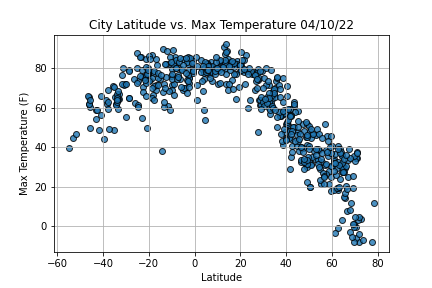 City Latitude vs. Max Temperature 04/10/22
Max Temperature (F)
80
60
40
20
0
−60 −40 −20 0 20 40 60 80
Latitude